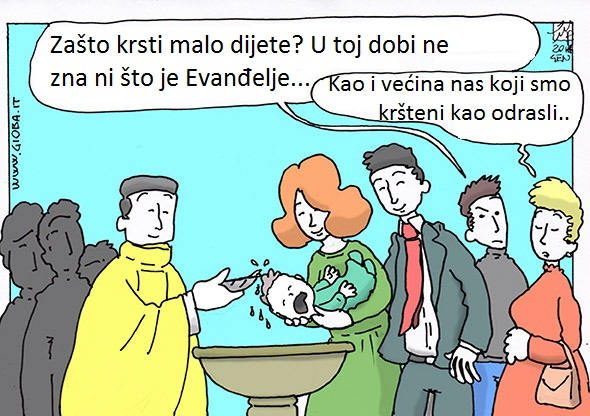 Zašto krsti malo dijete? U toj dobi ne
zna ni što je Evanđelje...
Kao i većina nas koji smo
kršteni kao odrasli..
WWW.GIOBA.IT